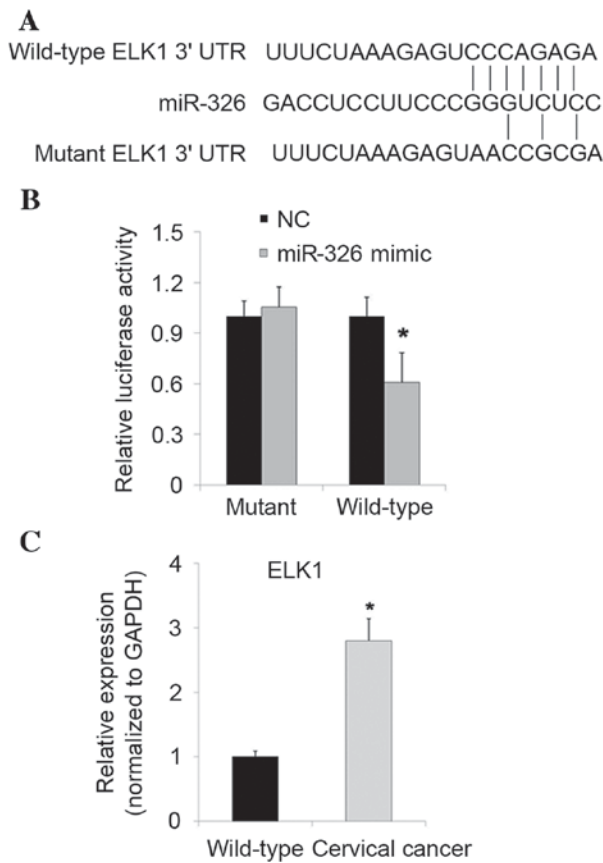 A
Wild-type ELK1 3' UTR UUUCUAAAGAGUCCCAGAGA
miR-326 GACCUCCUUCCCGGGUCUCC
Mutant ELK1 3' UTR UUUCUAAAGAGUAACCGCGA
B
NC
miR-326 mimic
Relative luciferase activity
1.5
1.2
0.9
0.6
0.3
0
*
Mutant Wild-type
C
ELK1
Relative expression
(normalized to GAPDH)
4
3
2
1
0
*
Wild-type Cervical cancer